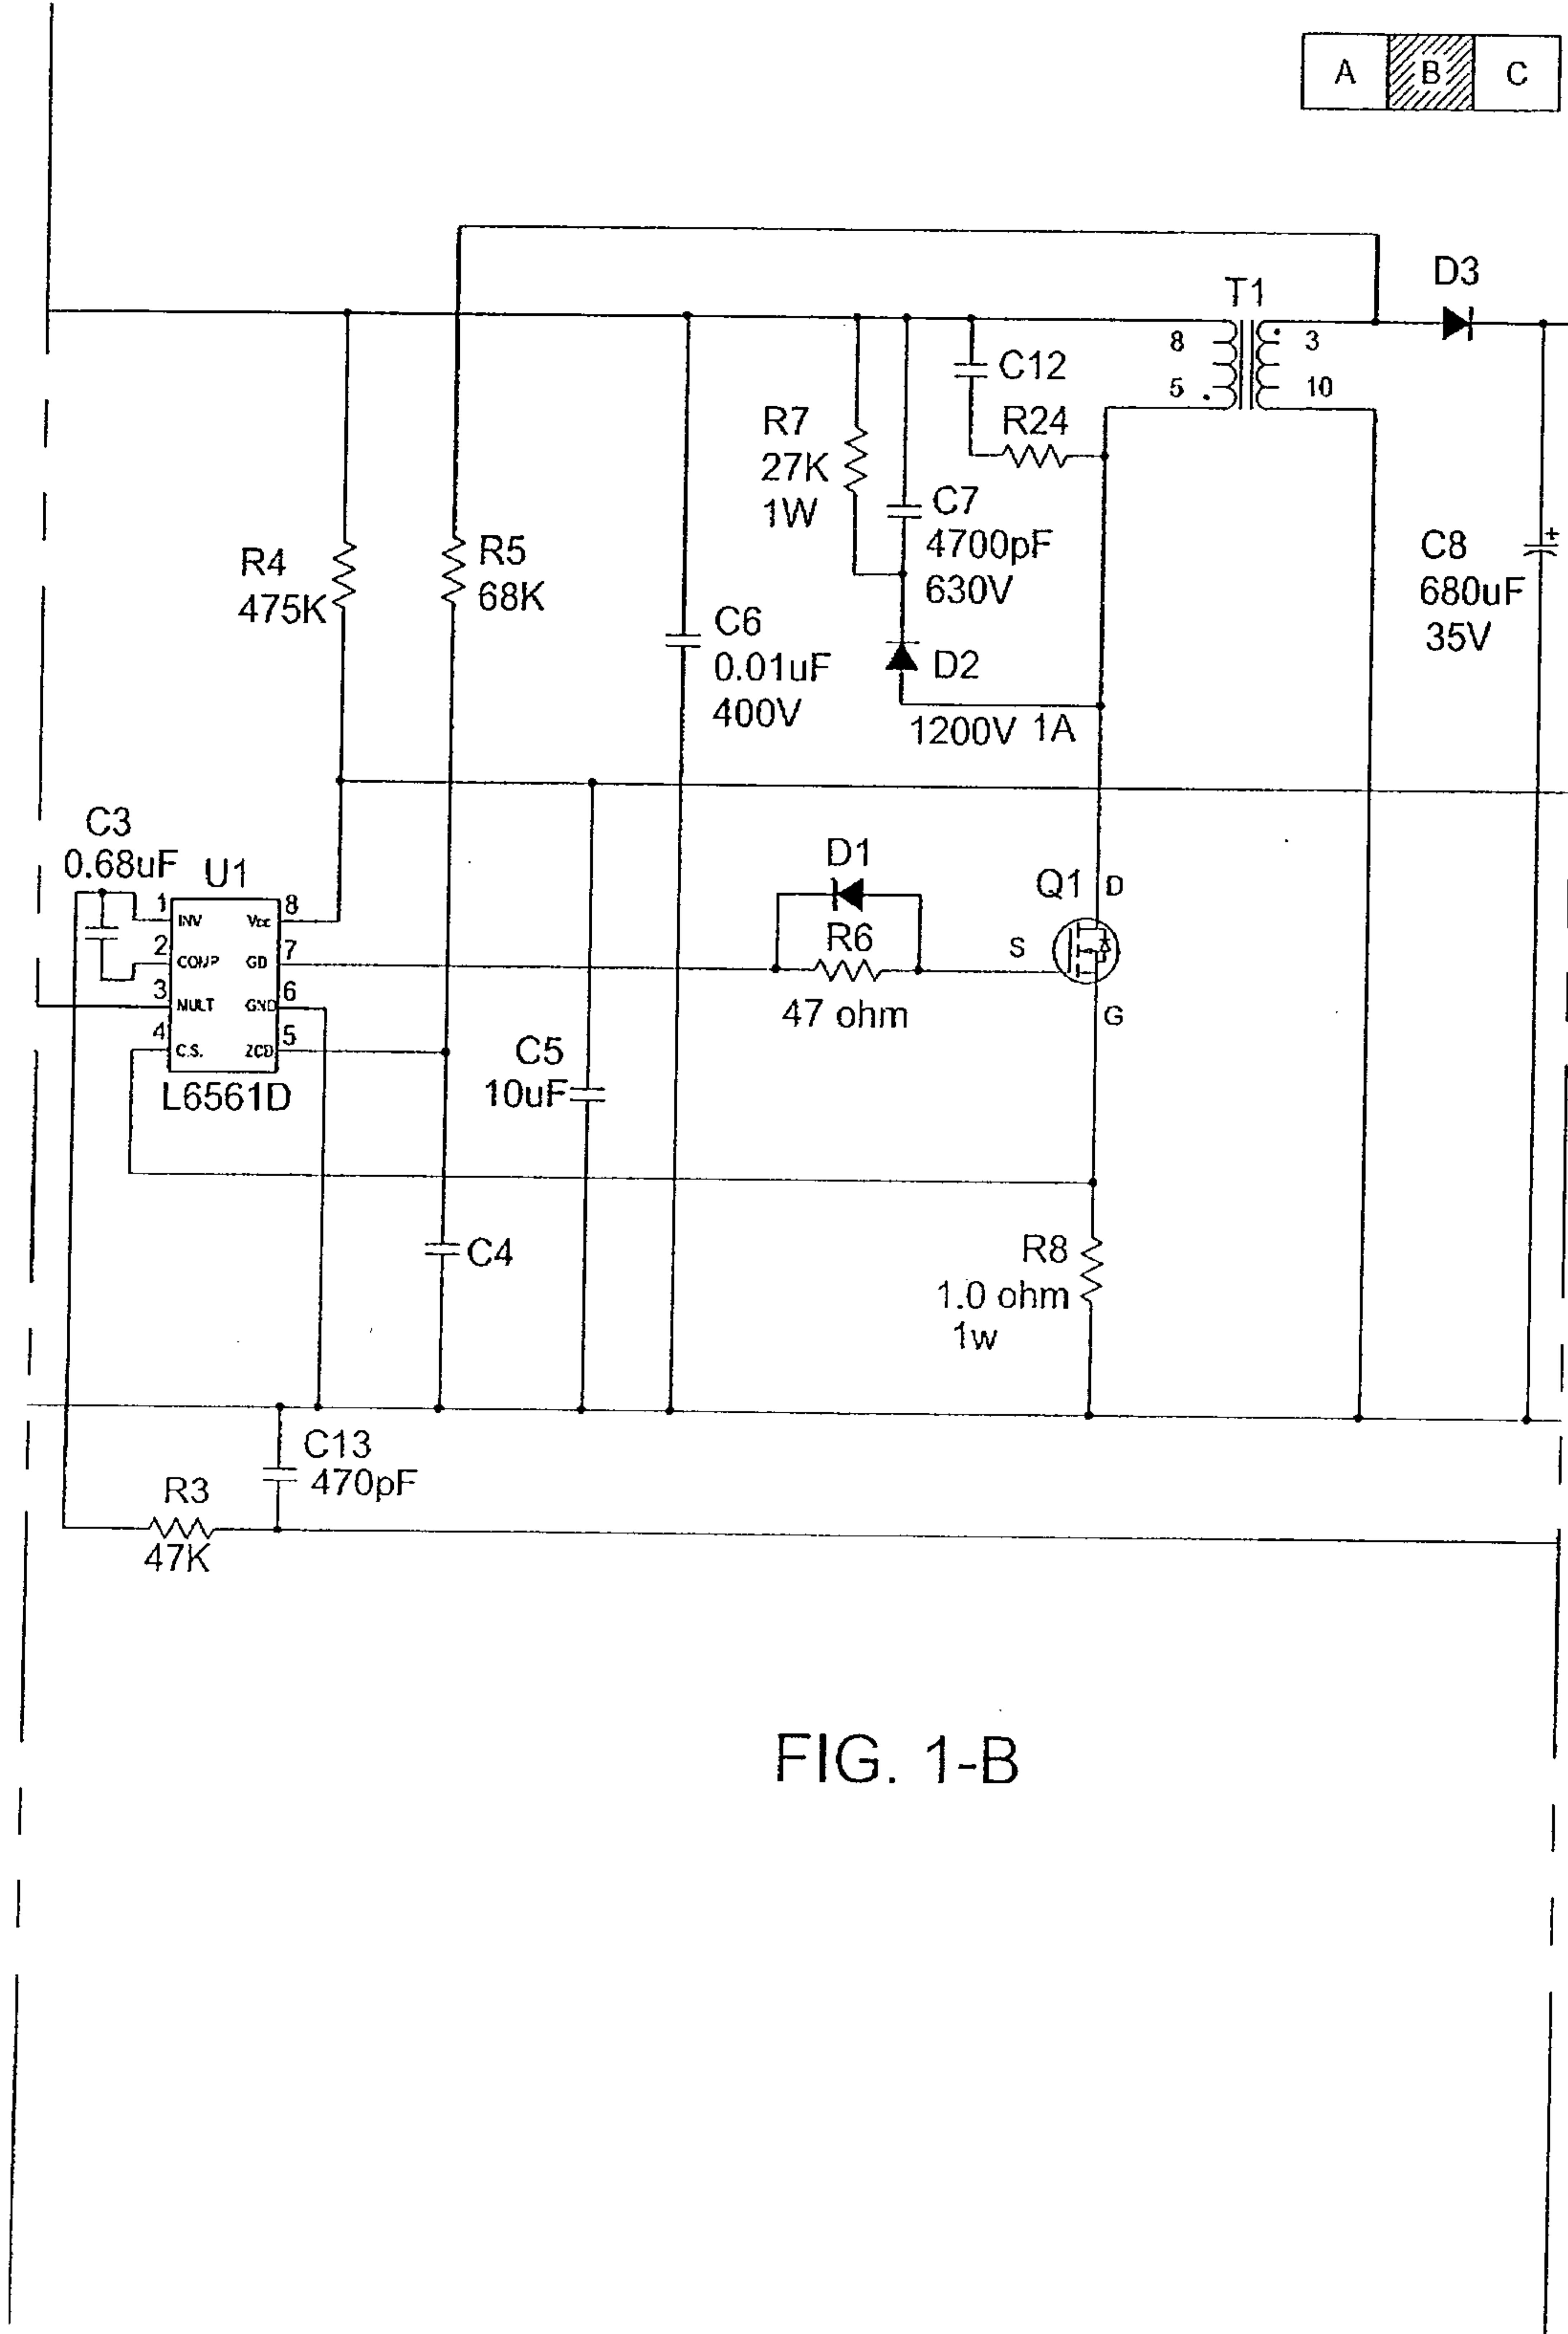 A B C
D3
T1
8 3
5 10
C12
R24
R7
27K
1W
C7
4700pF
630V
R4
475K
R5
68K
C8
+
680uF
35V
C6
0.01uF
400V
D2
1200V 1A
C3
0.68uF
U1
1 INV Vcc 8
2 COMP GD 7
3 MULT GND 6
4 C.S. ZCD 5
L6561D
D1
R6
47 ohm
Q1 D
S
G
C5
10uF
C4
R8
1.0 ohm
1w
C13
470pF
R3
47K
FIG. 1-B